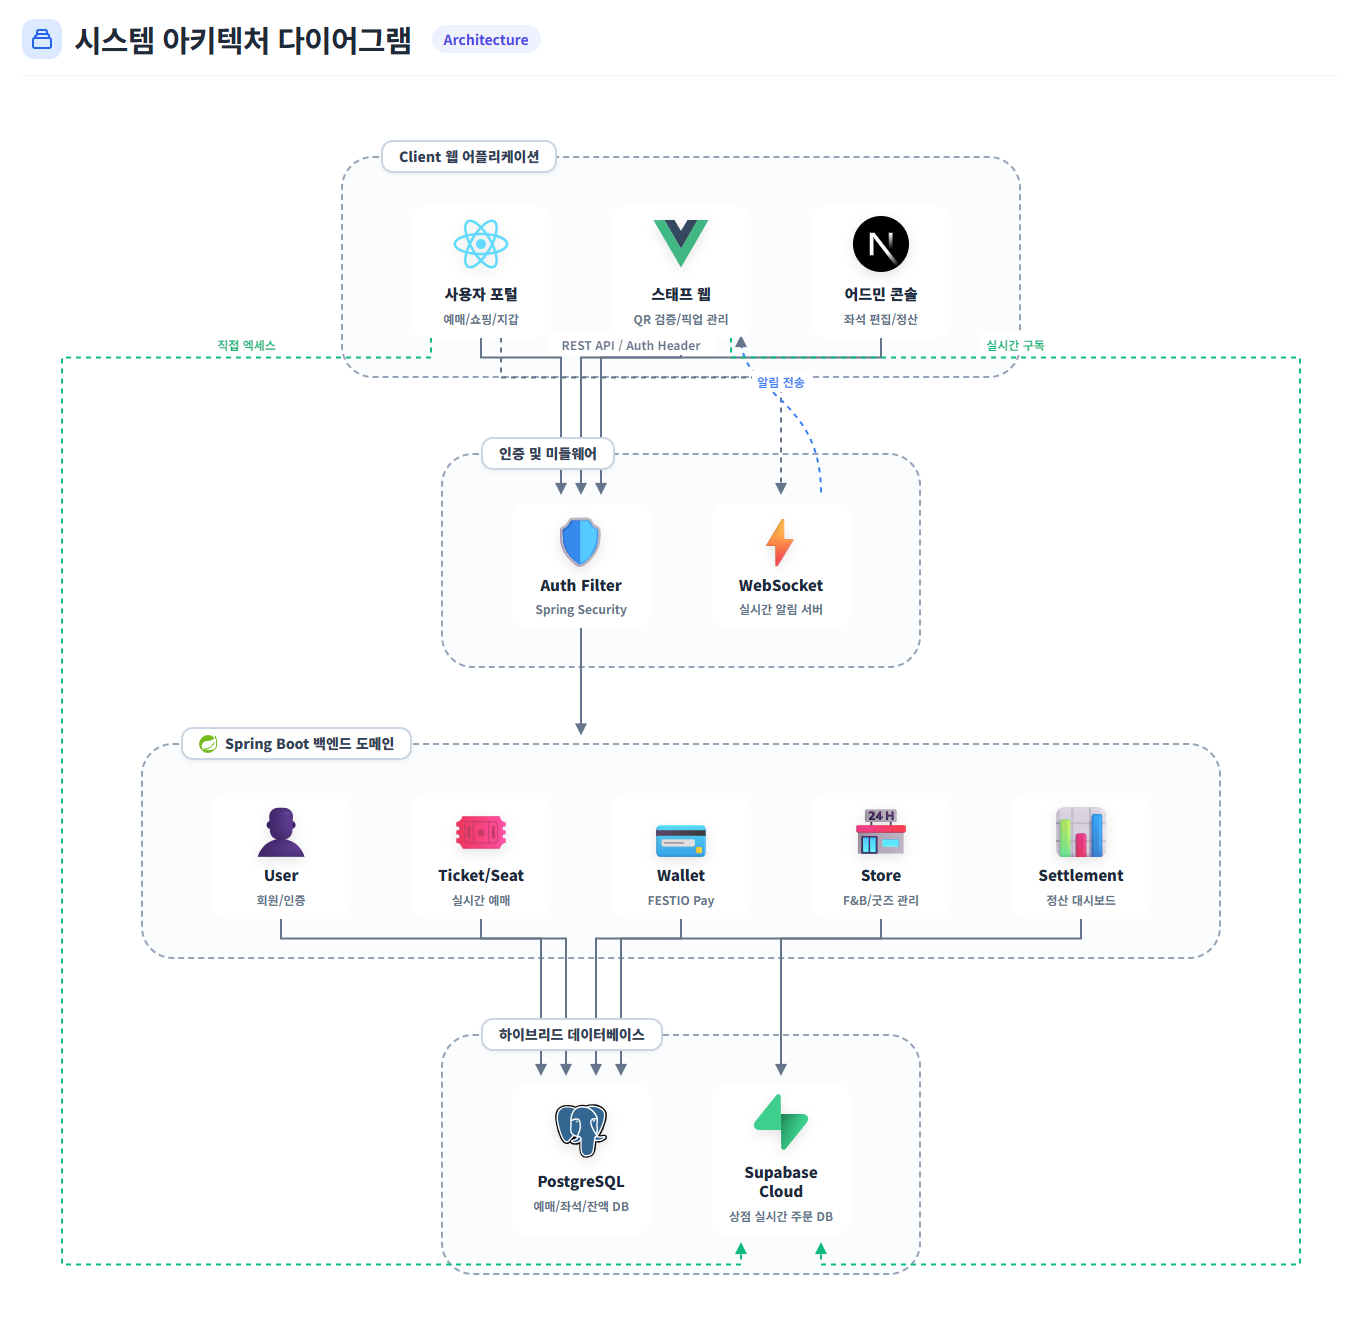 시스템 아키텍처 다이어그램
Architecture
Client 웹 어플리케이션
사용자 포털
예매/쇼핑/지갑
스태프 웹
QR 검증/픽업 관리
어드민 콘솔
좌석 편집/정산
직접 엑세스
REST API / Auth Header
실시간 구독
알림 전송
인증 및 미들웨어
Auth Filter
Spring Security
WebSocket
실시간 알림 서버
Spring Boot 백엔드 도메인
User
회원/인증
Ticket/Seat
실시간 예매
Wallet
FESTIO Pay
24H
Store
F&B/굿즈 관리
Settlement
정산 대시보드
하이브리드 데이터베이스
PostgreSQL
예매/좌석/잔액 DB
Supabase
Cloud
상점 실시간 주문 DB